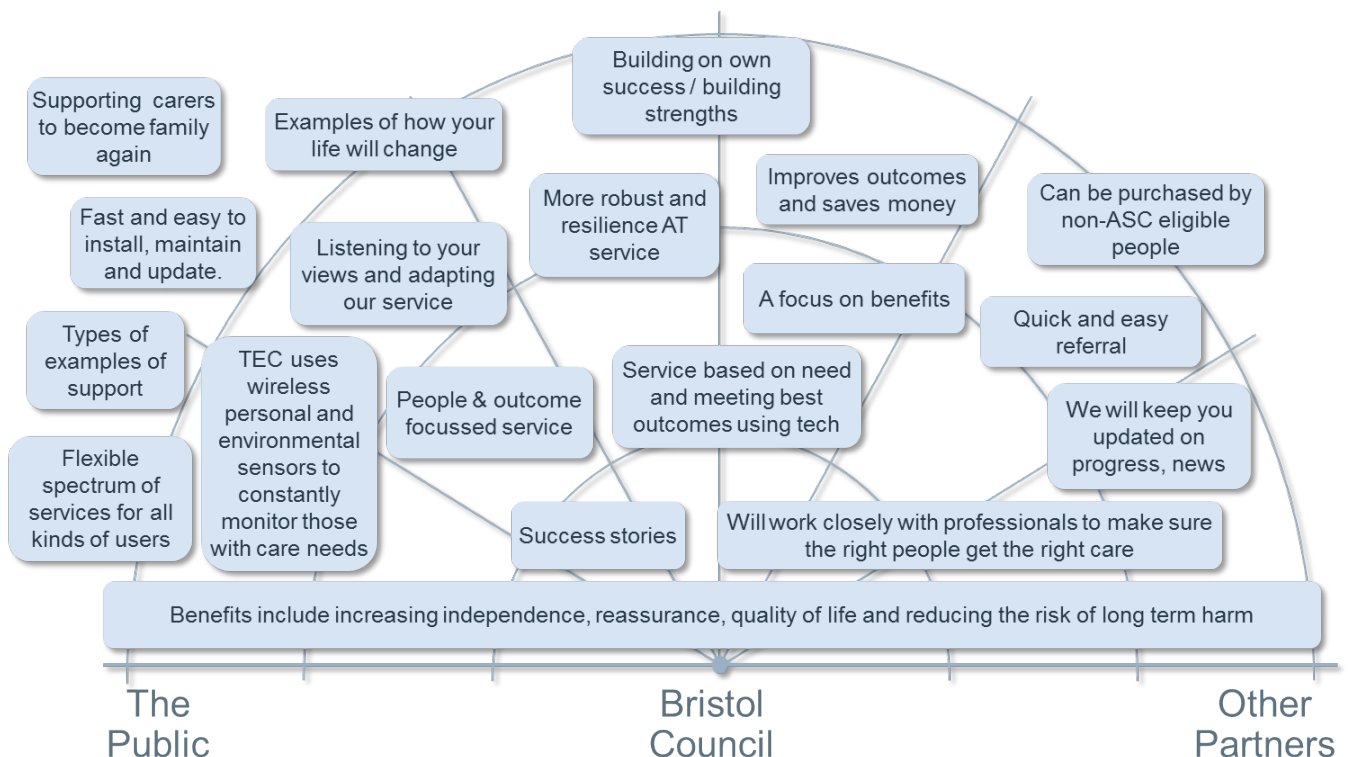 Building on own
success / building
strengths
Supporting carers
to become family
again
Examples of how your
life will change
Improves outcomes
and saves money
More robust and
resilience AT
service
Can be purchased by
non-ASC eligible
people
Fast and easy to
install, maintain
and update.
Listening to your
views and adapting
our service
A focus on benefits
Quick and easy
referral
Types of
examples of
support
TEC uses
wireless
personal and
environmental
sensors to
constantly
monitor those
with care needs
People & outcome
focussed service
Service based on need
and meeting best
outcomes using tech
We will keep you
updated on
progress, news
Flexible
spectrum of
services for all
kinds of users
Success stories
Will work closely with professionals to make sure
the right people get the right care
Benefits include increasing independence, reassurance, quality of life and reducing the risk of long term harm
The
Public
Bristol
Council
Other
Partners